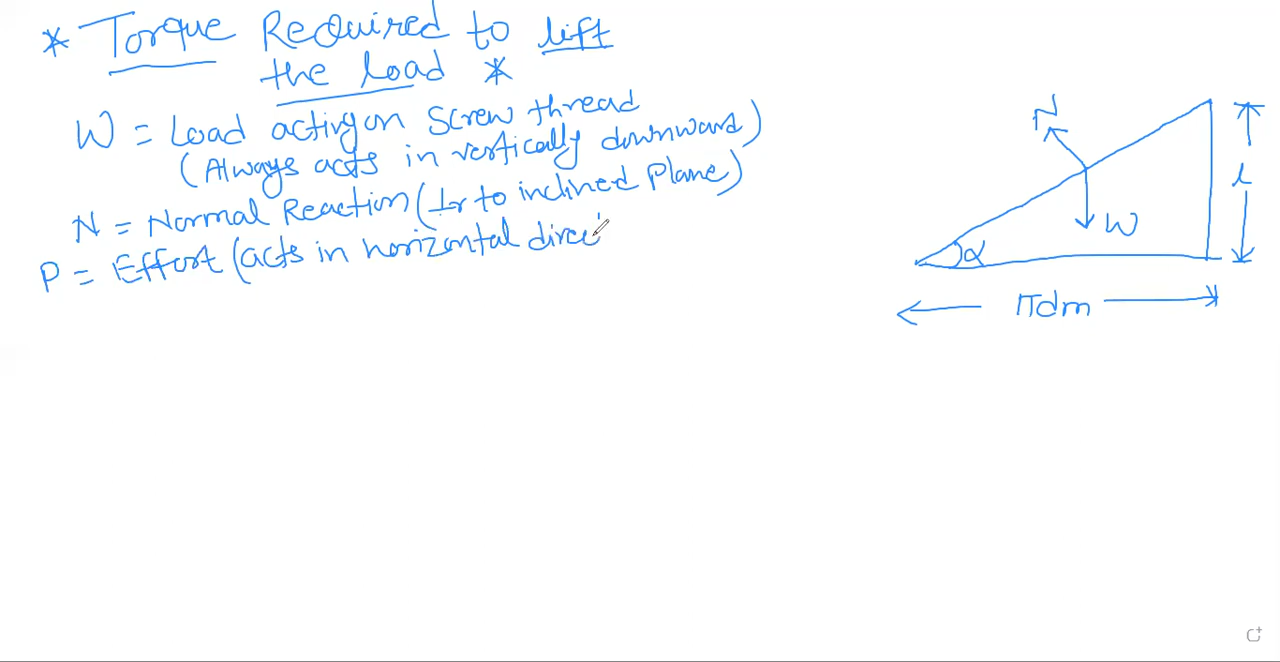 * Torque Required to lift
the load *
W = Load acting on screw thread
(Always acts in vertically downward)
N = Normal Reaction (⊥r to inclined Plane)
P = Effort (acts in horizontal direc
N
W
α
l
πdm